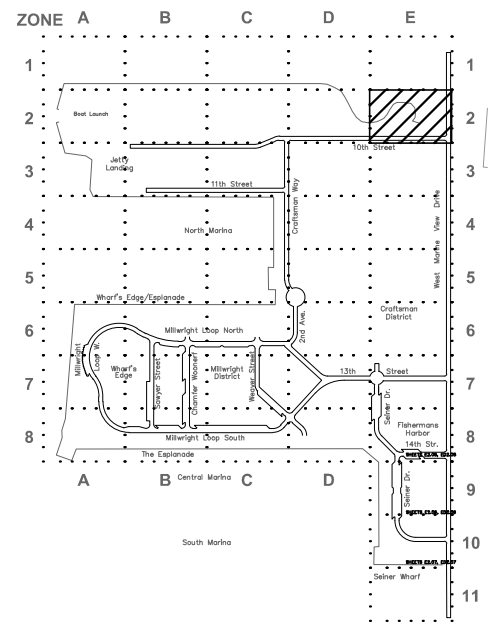 ZONE A B C D E
1 1
2 2
Boat Launch
10th Street
3 3
Jetty
Landing
11th Street
Craftsman Way
West Marine View Drive
4 4
North Marina
5 5
Wharf's Edge/Esplanade
Craftsman
District
6 6
Millwright Loop North
2nd Ave.
Millwright
Loop W.
Wharf's
Edge
Sawyer Street
Chamfer Woonerf
Millwright
District
Weaver Street
13th Street
7 7
Seiner Dr.
Fishermans
Harbor
8 8
Millwright Loop South
14th Str.
The Esplanade
A B C D
Central Marina
Seiner Dr.
9
South Marina
10
Seiner Wharf
11